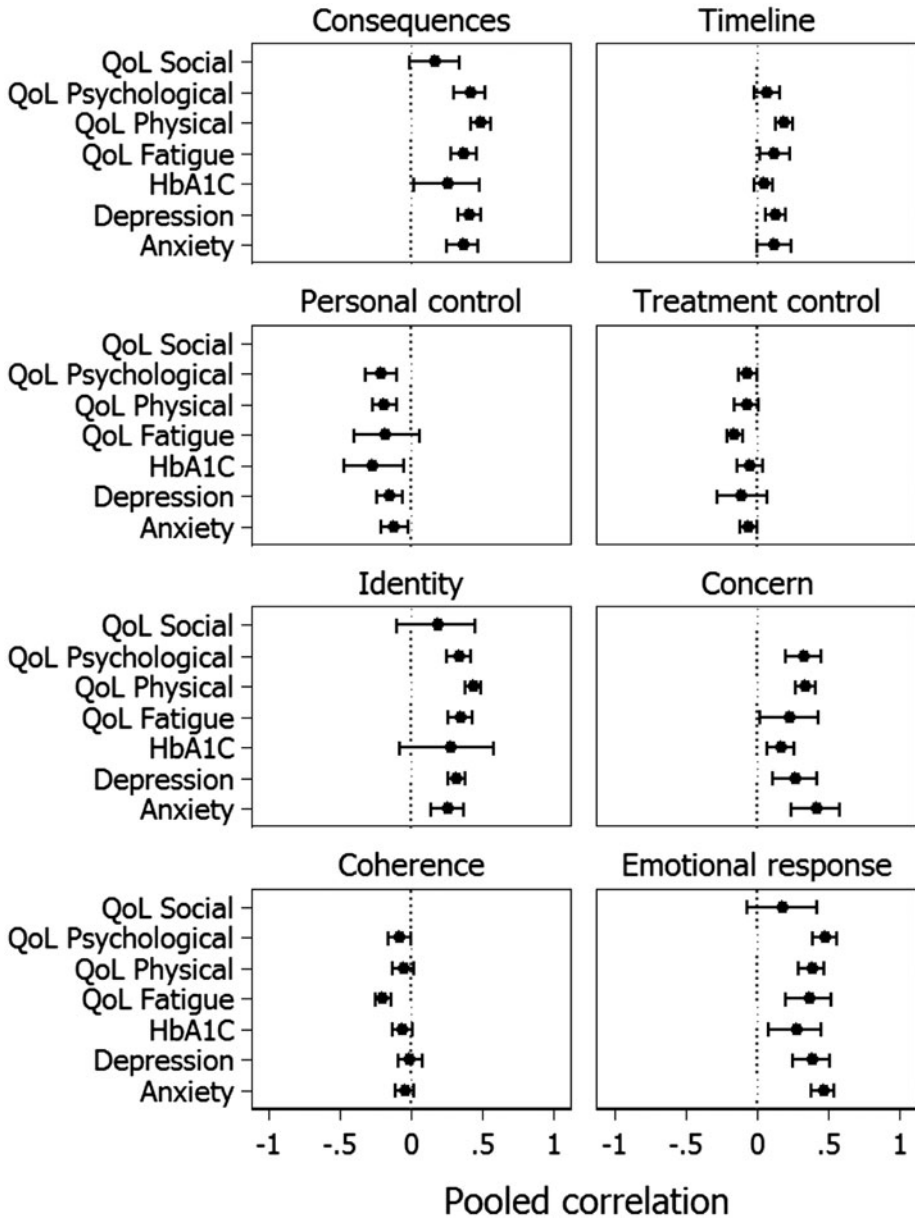 Consequences Timeline
QoL Social
QoL Psychological
QoL Physical
QoL Fatigue
HbA1C
Depression
Anxiety
Personal control Treatment control
QoL Social
QoL Psychological
QoL Physical
QoL Fatigue
HbA1C
Depression
Anxiety
Identity Concern
QoL Social
QoL Psychological
QoL Physical
QoL Fatigue
HbA1C
Depression
Anxiety
Coherence Emotional response
QoL Social
QoL Psychological
QoL Physical
QoL Fatigue
HbA1C
Depression
Anxiety
-1 -.5 0 .5 1 -1 -.5 0 .5 1
Pooled correlation